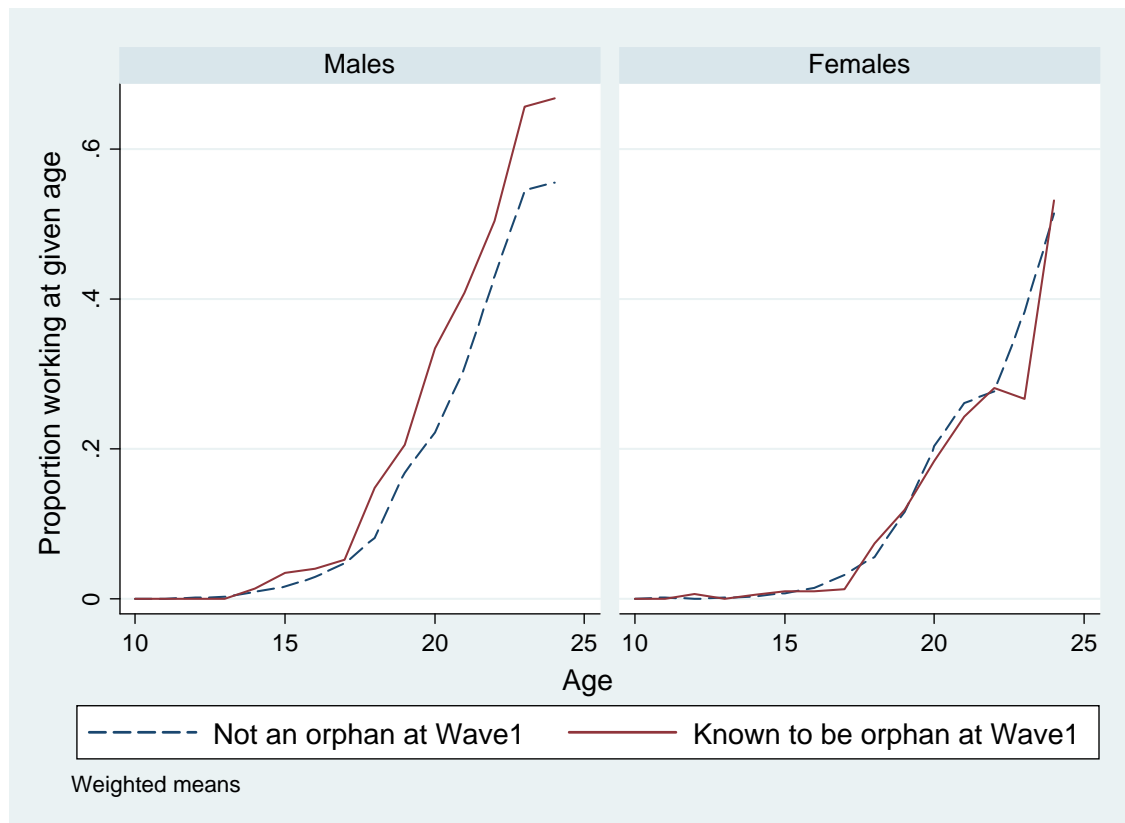 Males
Females
Proportion working at given age
0
.2
.4
.6
10
15
20
25
10
15
20
25
Age
Not an orphan at Wave1
Known to be orphan at Wave1
Weighted means